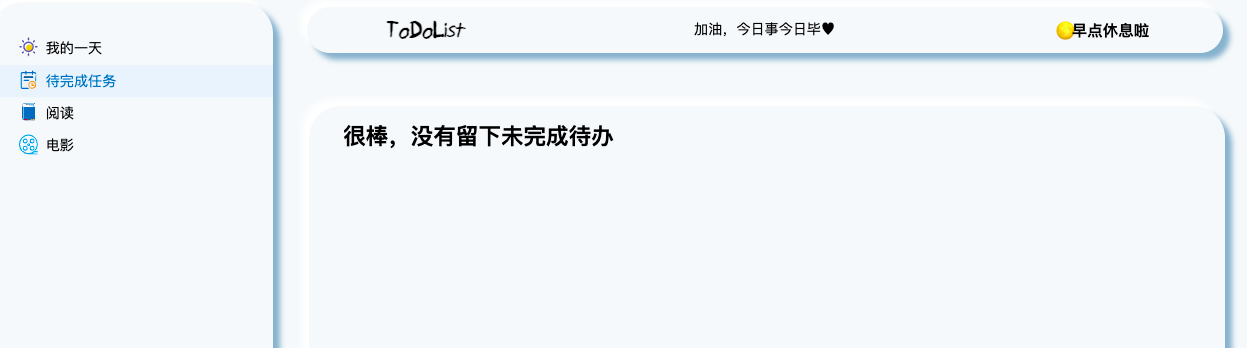 我的一天
待完成任务
阅读
电影
ToDoList
加油，今日事今日毕♥
早点休息啦
很棒，没有留下未完成待办